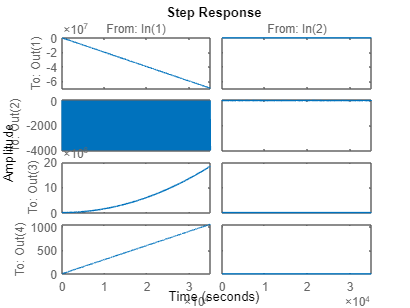 Step Response
From: In(1) From: In(2)
×10⁷
0
-2
-4
-6
To: Out(1)
0
-2000
-4000
To: Out(2)
Amplitude
20
10
0
To: Out(3)
1000
500
0
To: Out(4)
0 1 2 3 0 1 2 3
×10⁴
Time (seconds)